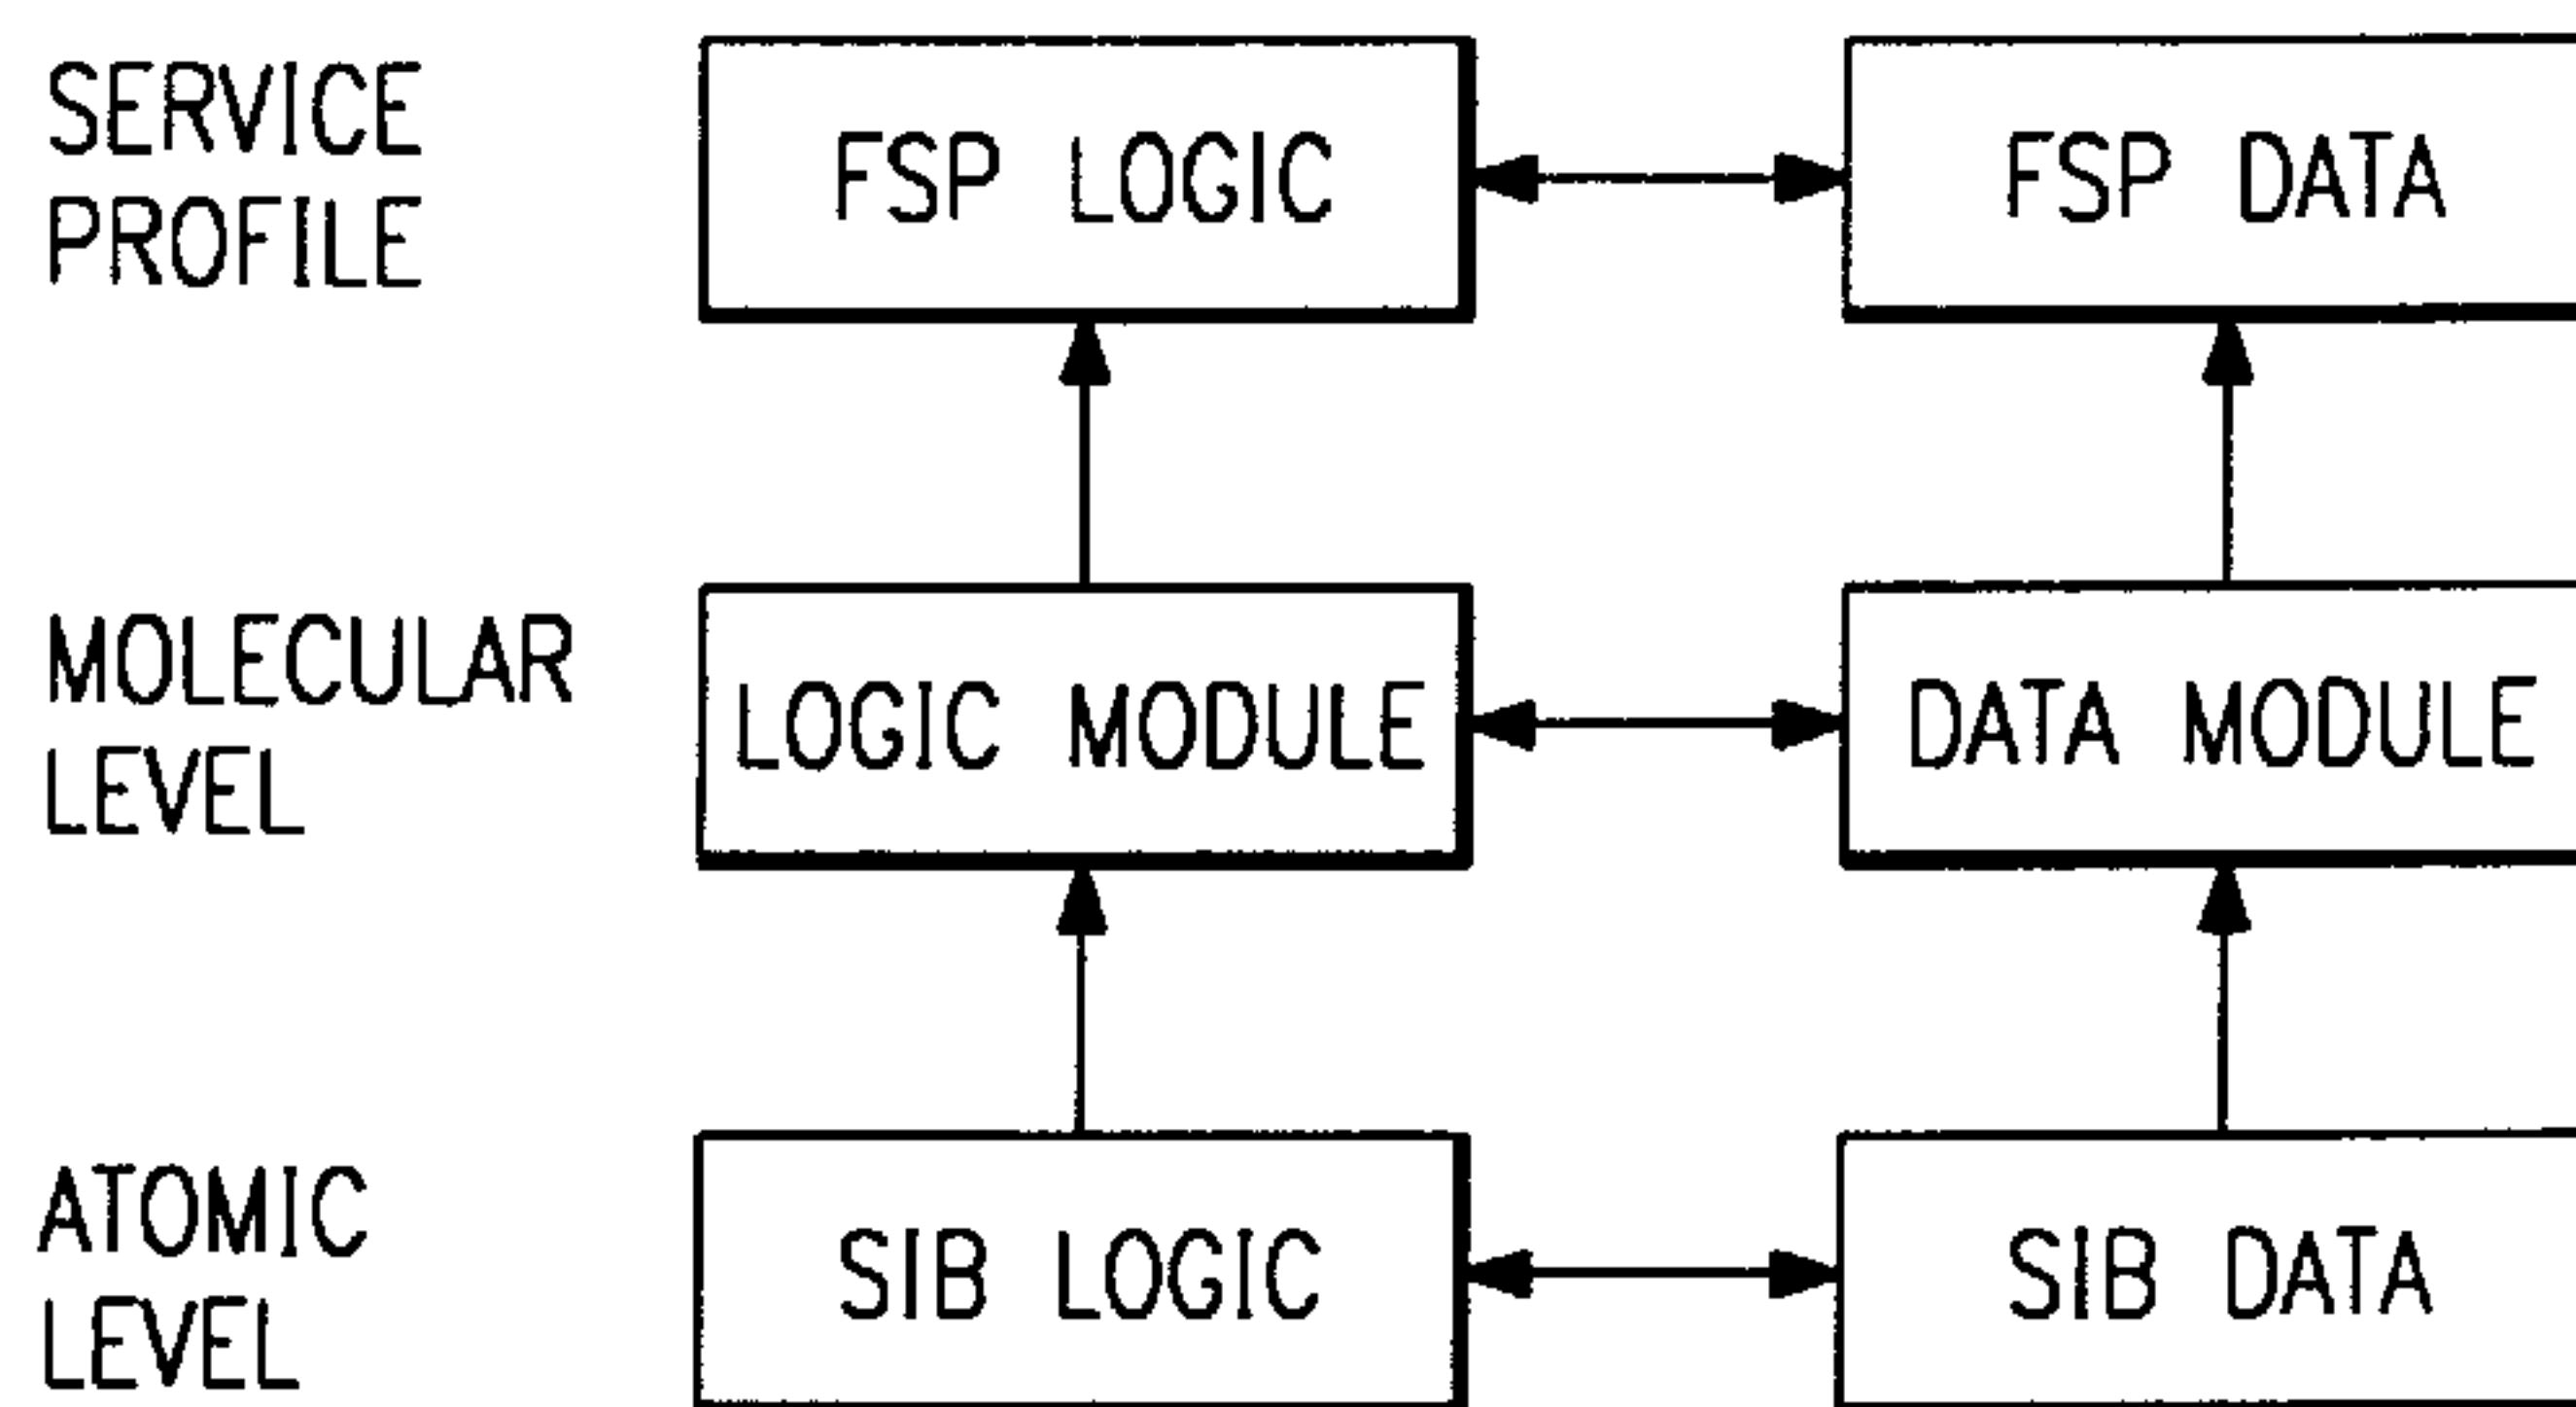 SERVICE
PROFILE
FSP LOGIC
FSP DATA
MOLECULAR
LEVEL
LOGIC MODULE
DATA MODULE
ATOMIC
LEVEL
SIB LOGIC
SIB DATA